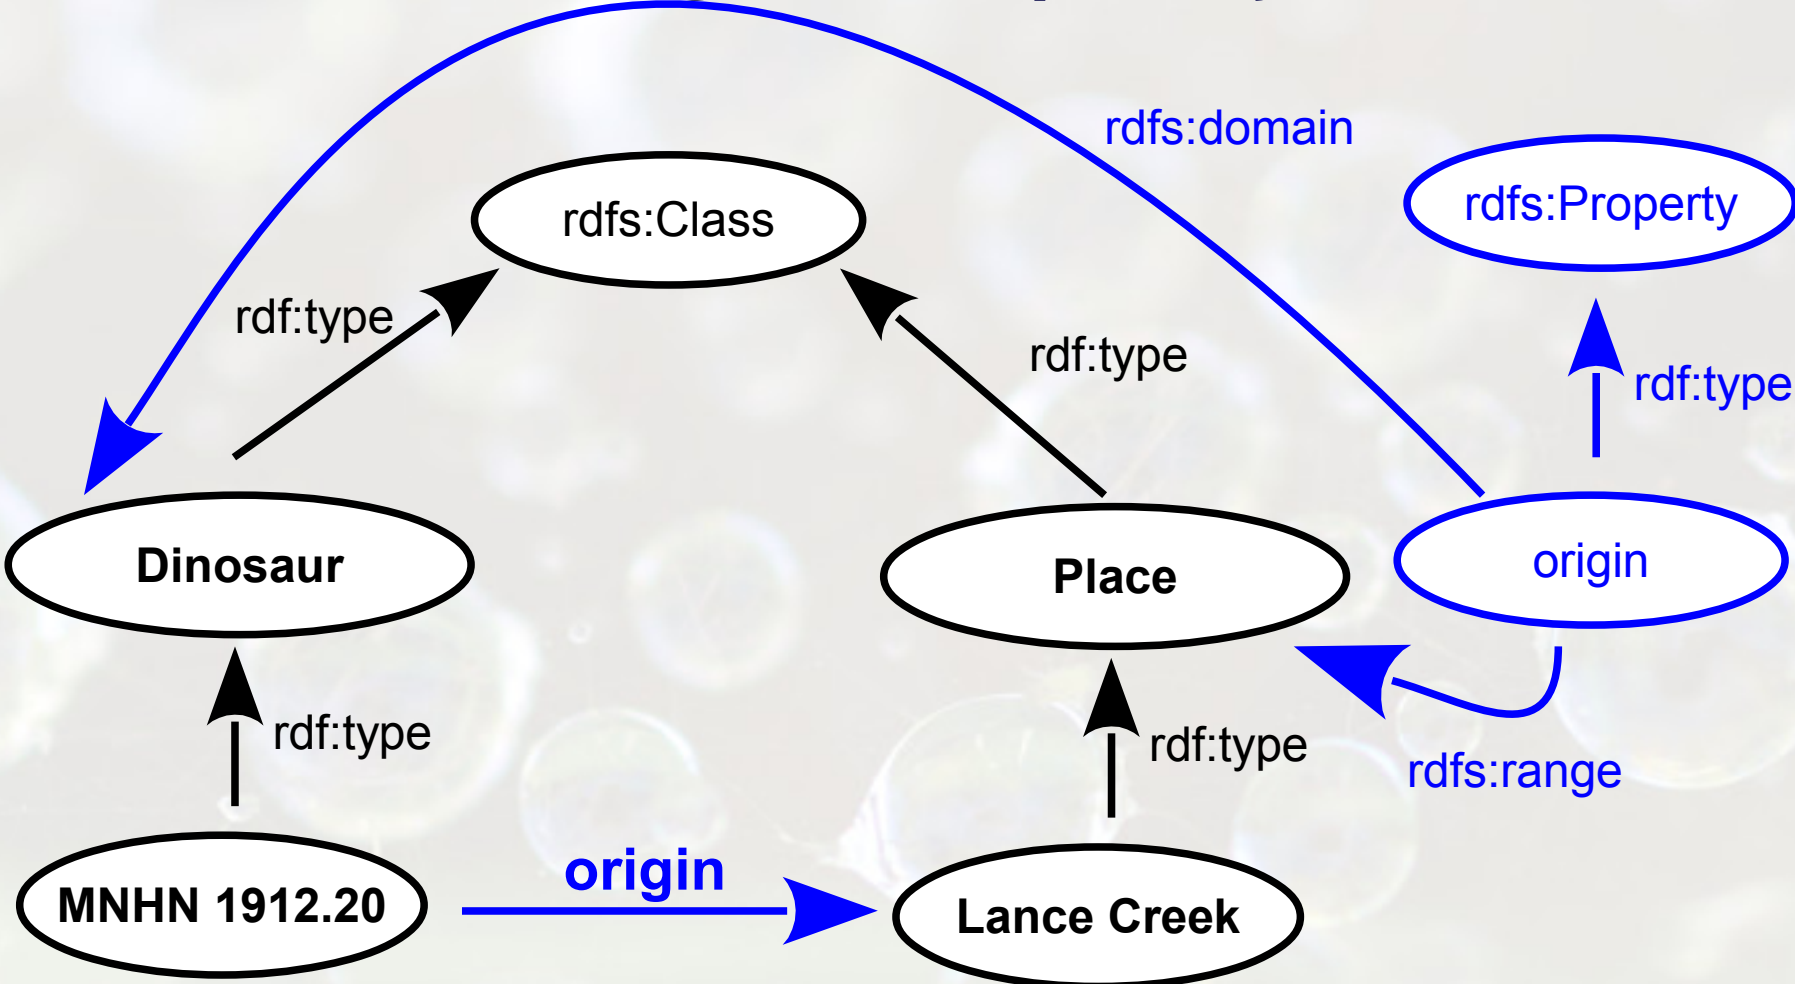 rdfs:domain
rdfs:Class
rdfs:Property
rdf:type
rdf:type
rdf:type
Dinosaur
Place
origin
rdf:type
rdf:type
rdfs:range
origin
MNHN 1912.20
Lance Creek